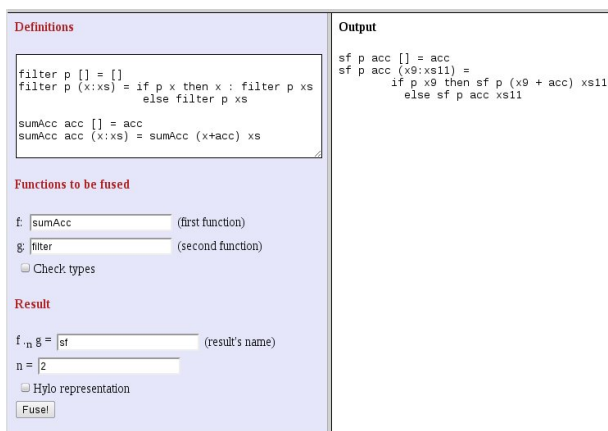 Definitions
filter p [] = []
filter p (x:xs) = if p x then x : filter p xs
else filter p xs
sumAcc acc [] = acc
sumAcc acc (x:xs) = sumAcc (x+acc) xs
Functions to be fused
f: sumAcc (first function)
g: filter (second function)
Check types
Result
f .n g = sf (result's name)
n = 2
Hylo representation
Fuse!
Output
sf p acc [] = acc
sf p acc (x9:xs11) =
if p x9 then sf p (x9 + acc) xs11
else sf p acc xs11